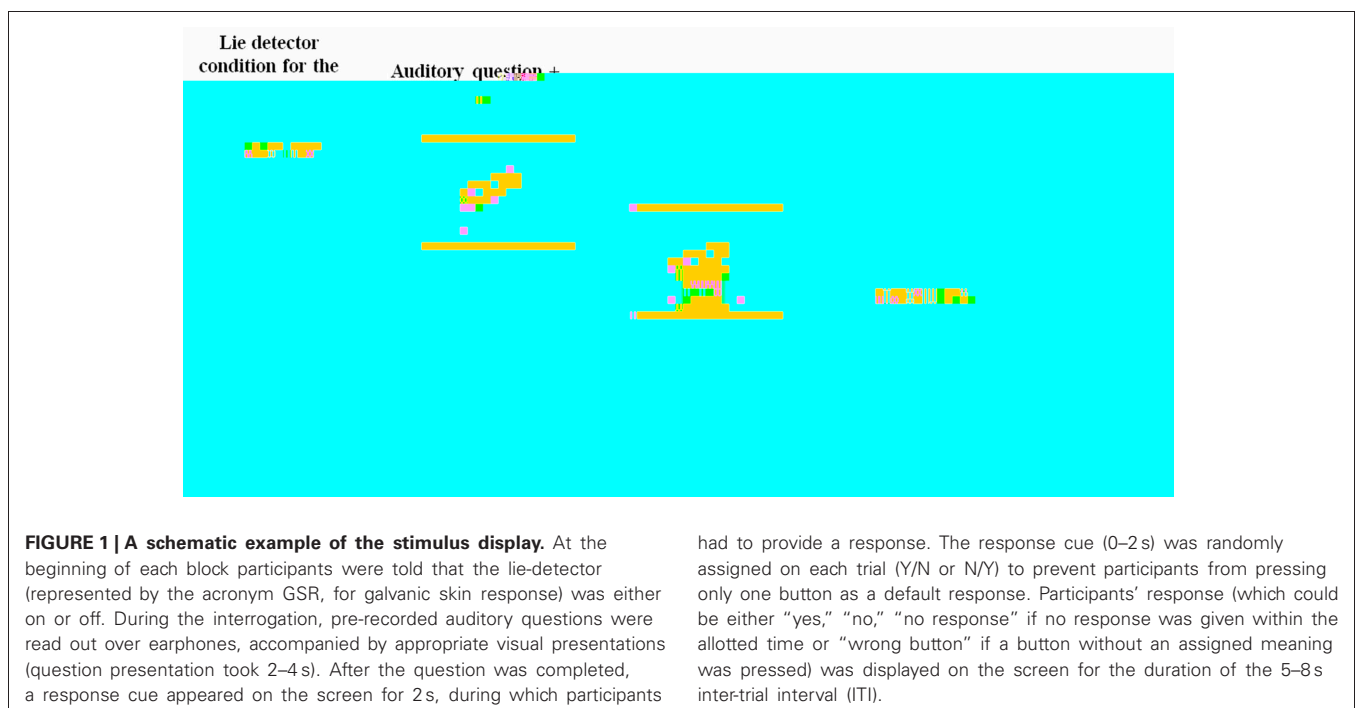 Lie detector
condition for the
Auditory question +
FIGURE 1 | A schematic example of the stimulus display. At the
beginning of each block participants were told that the lie-detector
(represented by the acronym GSR, for galvanic skin response) was either
on or off. During the interrogation, pre-recorded auditory questions were
read out over earphones, accompanied by appropriate visual presentations
(question presentation took 2–4 s). After the question was completed,
a response cue appeared on the screen for 2 s, during which participants
had to provide a response. The response cue (0–2 s) was randomly
assigned on each trial (Y/N or N/Y) to prevent participants from pressing
only one button as a default response. Participants' response (which could
be either “yes,” “no,” “no response” if no response was given within the
allotted time or “wrong button” if a button without an assigned meaning
was pressed) was displayed on the screen for the duration of the 5–8 s
inter-trial interval (ITI).